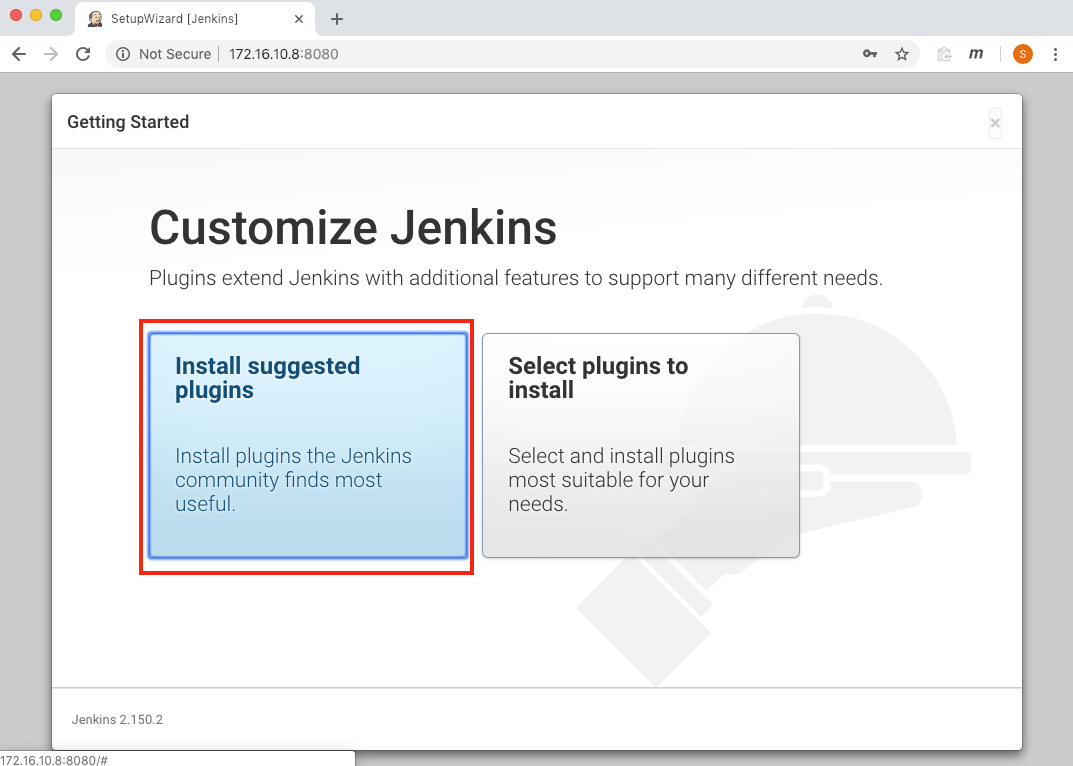 SetupWizard [Jenkins]
Not Secure
172.16.10.8:8080
m
S
Getting Started
Customize Jenkins
Plugins extend Jenkins with additional features to support many different needs.
Install suggested
plugins
Install plugins the Jenkins
community finds most
useful.
Select plugins to
install
Select and install plugins
most suitable for your
needs.
Jenkins 2.150.2
172.16.10.8:8080/#